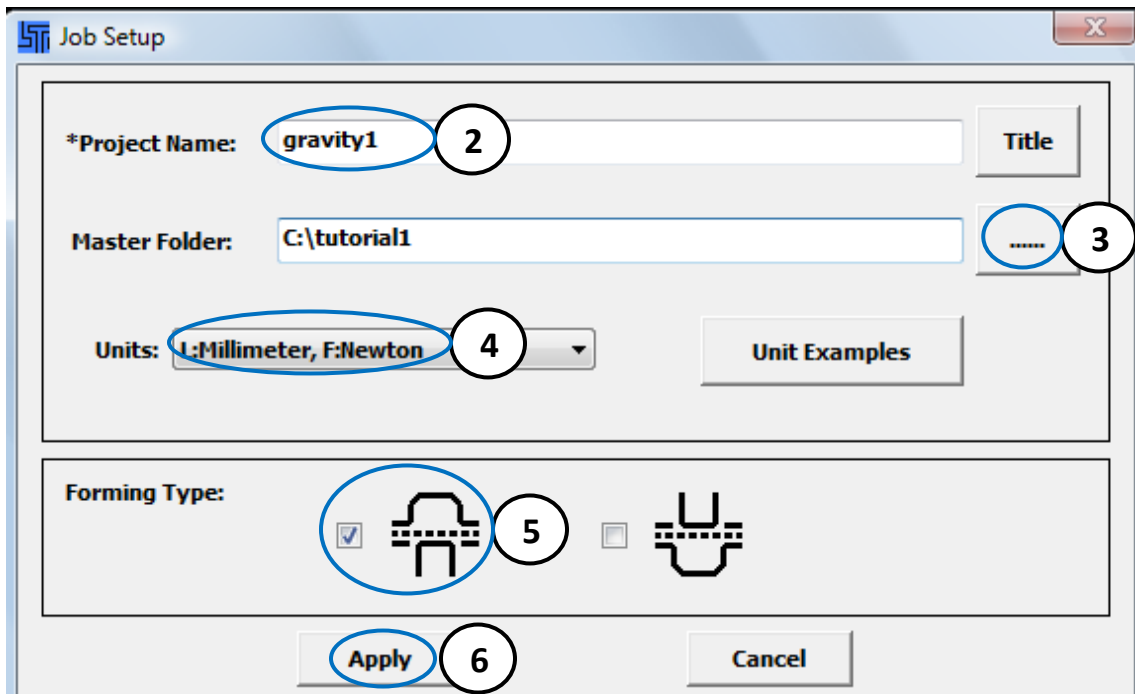 Job Setup
*Project Name: gravity1 2 Title
Master Folder: C:\tutorial1 ...... 3
Units: L:Millimeter, F:Newton 4 Unit Examples
Forming Type:
5
Apply 6 Cancel